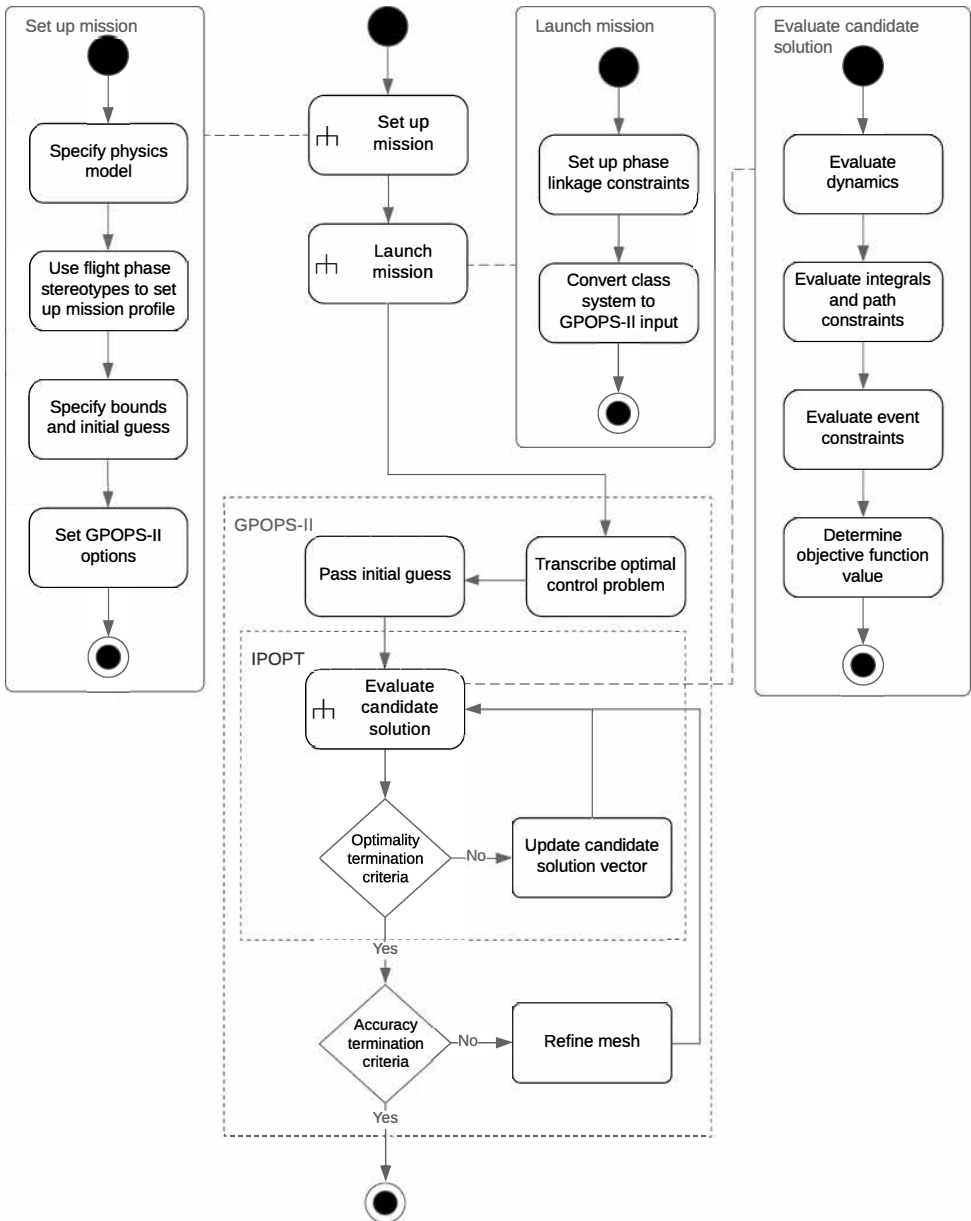 Set up mission
Specify physics
model
Use flight phase
stereotypes to set
up mission profile
Specify bounds
and initial guess
Set GPOPS-II
options
Set up
mission
Launch
mission
Launch mission
Set up phase
linkage constraints
Convert class
system to
GPOPS-II input
Evaluate candidate
solution
Evaluate
dynamics
Evaluate integrals
and path
constraints
Evaluate event
constraints
Determine
objective function
value
GPOPS-II
Transcribe optimal
control problem
Pass initial guess
IPOPT
Evaluate
candidate
solution
Optimality
termination
criteria
No
Update candidate
solution vector
Yes
Accuracy
termination
criteria
No
Refine mesh
Yes